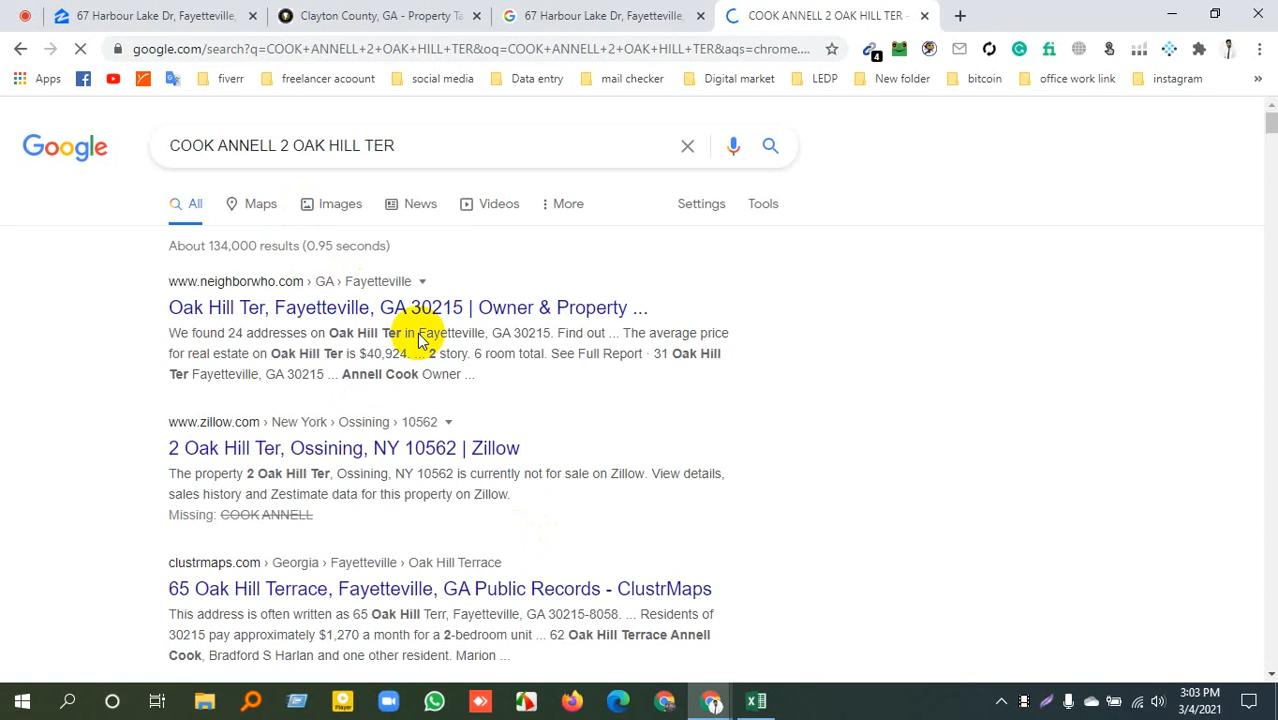 67 Harbour Lake Dr, Fayetteville,
Clayton County, GA - Property Ta
67 Harbour Lake Dr, Fayetteville,
COOK ANNELL 2 OAK HILL TER -
google.com/search?q=COOK+ANNELL+2+OAK+HILL+TER&oq=COOK+ANNELL+2+OAK+HILL+TER&aqs=chrome....
4
Apps
fiverr
freelancer acoount
social media
Data entry
mail checker
Digital market
LEDP
New folder
bitcoin
office work link
instagram
»
Google
COOK ANNELL 2 OAK HILL TER
All
Maps
Images
News
Videos
More
Settings
Tools
About 134,000 results (0.95 seconds)
www.neighborwho.com › GA › Fayetteville
Oak Hill Ter, Fayetteville, GA 30215 | Owner & Property ...
We found 24 addresses on Oak Hill Ter in Fayetteville, GA 30215. Find out ... The average price
for real estate on Oak Hill Ter is $40,924. ... 2 story. 6 room total. See Full Report · 31 Oak Hill
Ter Fayetteville, GA 30215 ... Annell Cook Owner ...
www.zillow.com › New York › Ossining › 10562
2 Oak Hill Ter, Ossining, NY 10562 | Zillow
The property 2 Oak Hill Ter, Ossining, NY 10562 is currently not for sale on Zillow. View details,
sales history and Zestimate data for this property on Zillow.
Missing: COOK ANNELL
clustrmaps.com › Georgia › Fayetteville › Oak Hill Terrace
65 Oak Hill Terrace, Fayetteville, GA Public Records - ClustrMaps
This address is often written as 65 Oak Hill Terr, Fayetteville, GA 30215-8058. ... Residents of
30215 pay approximately $1,270 a month for a 2-bedroom unit ... 62 Oak Hill Terrace Annell
Cook, Bradford S Harlan and one other resident. Marion ...
Player
3:03 PM
3/4/2021